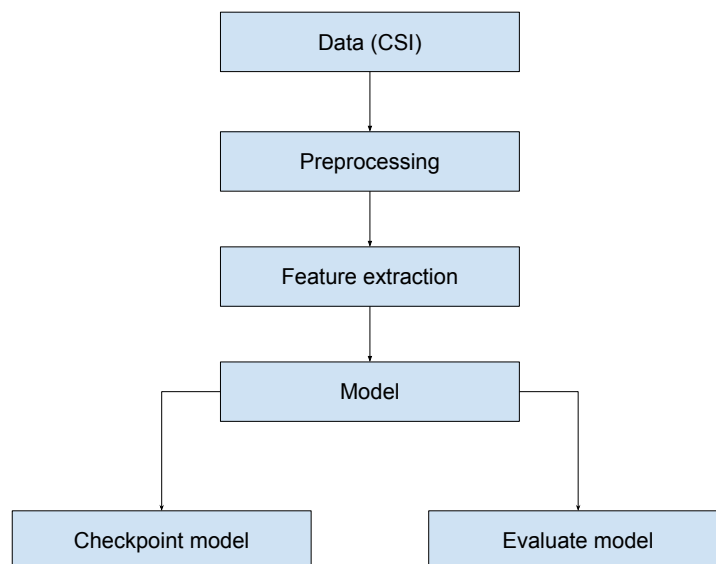 Data (CSI)
Preprocessing
Feature extraction
Model
Checkpoint model
Evaluate model